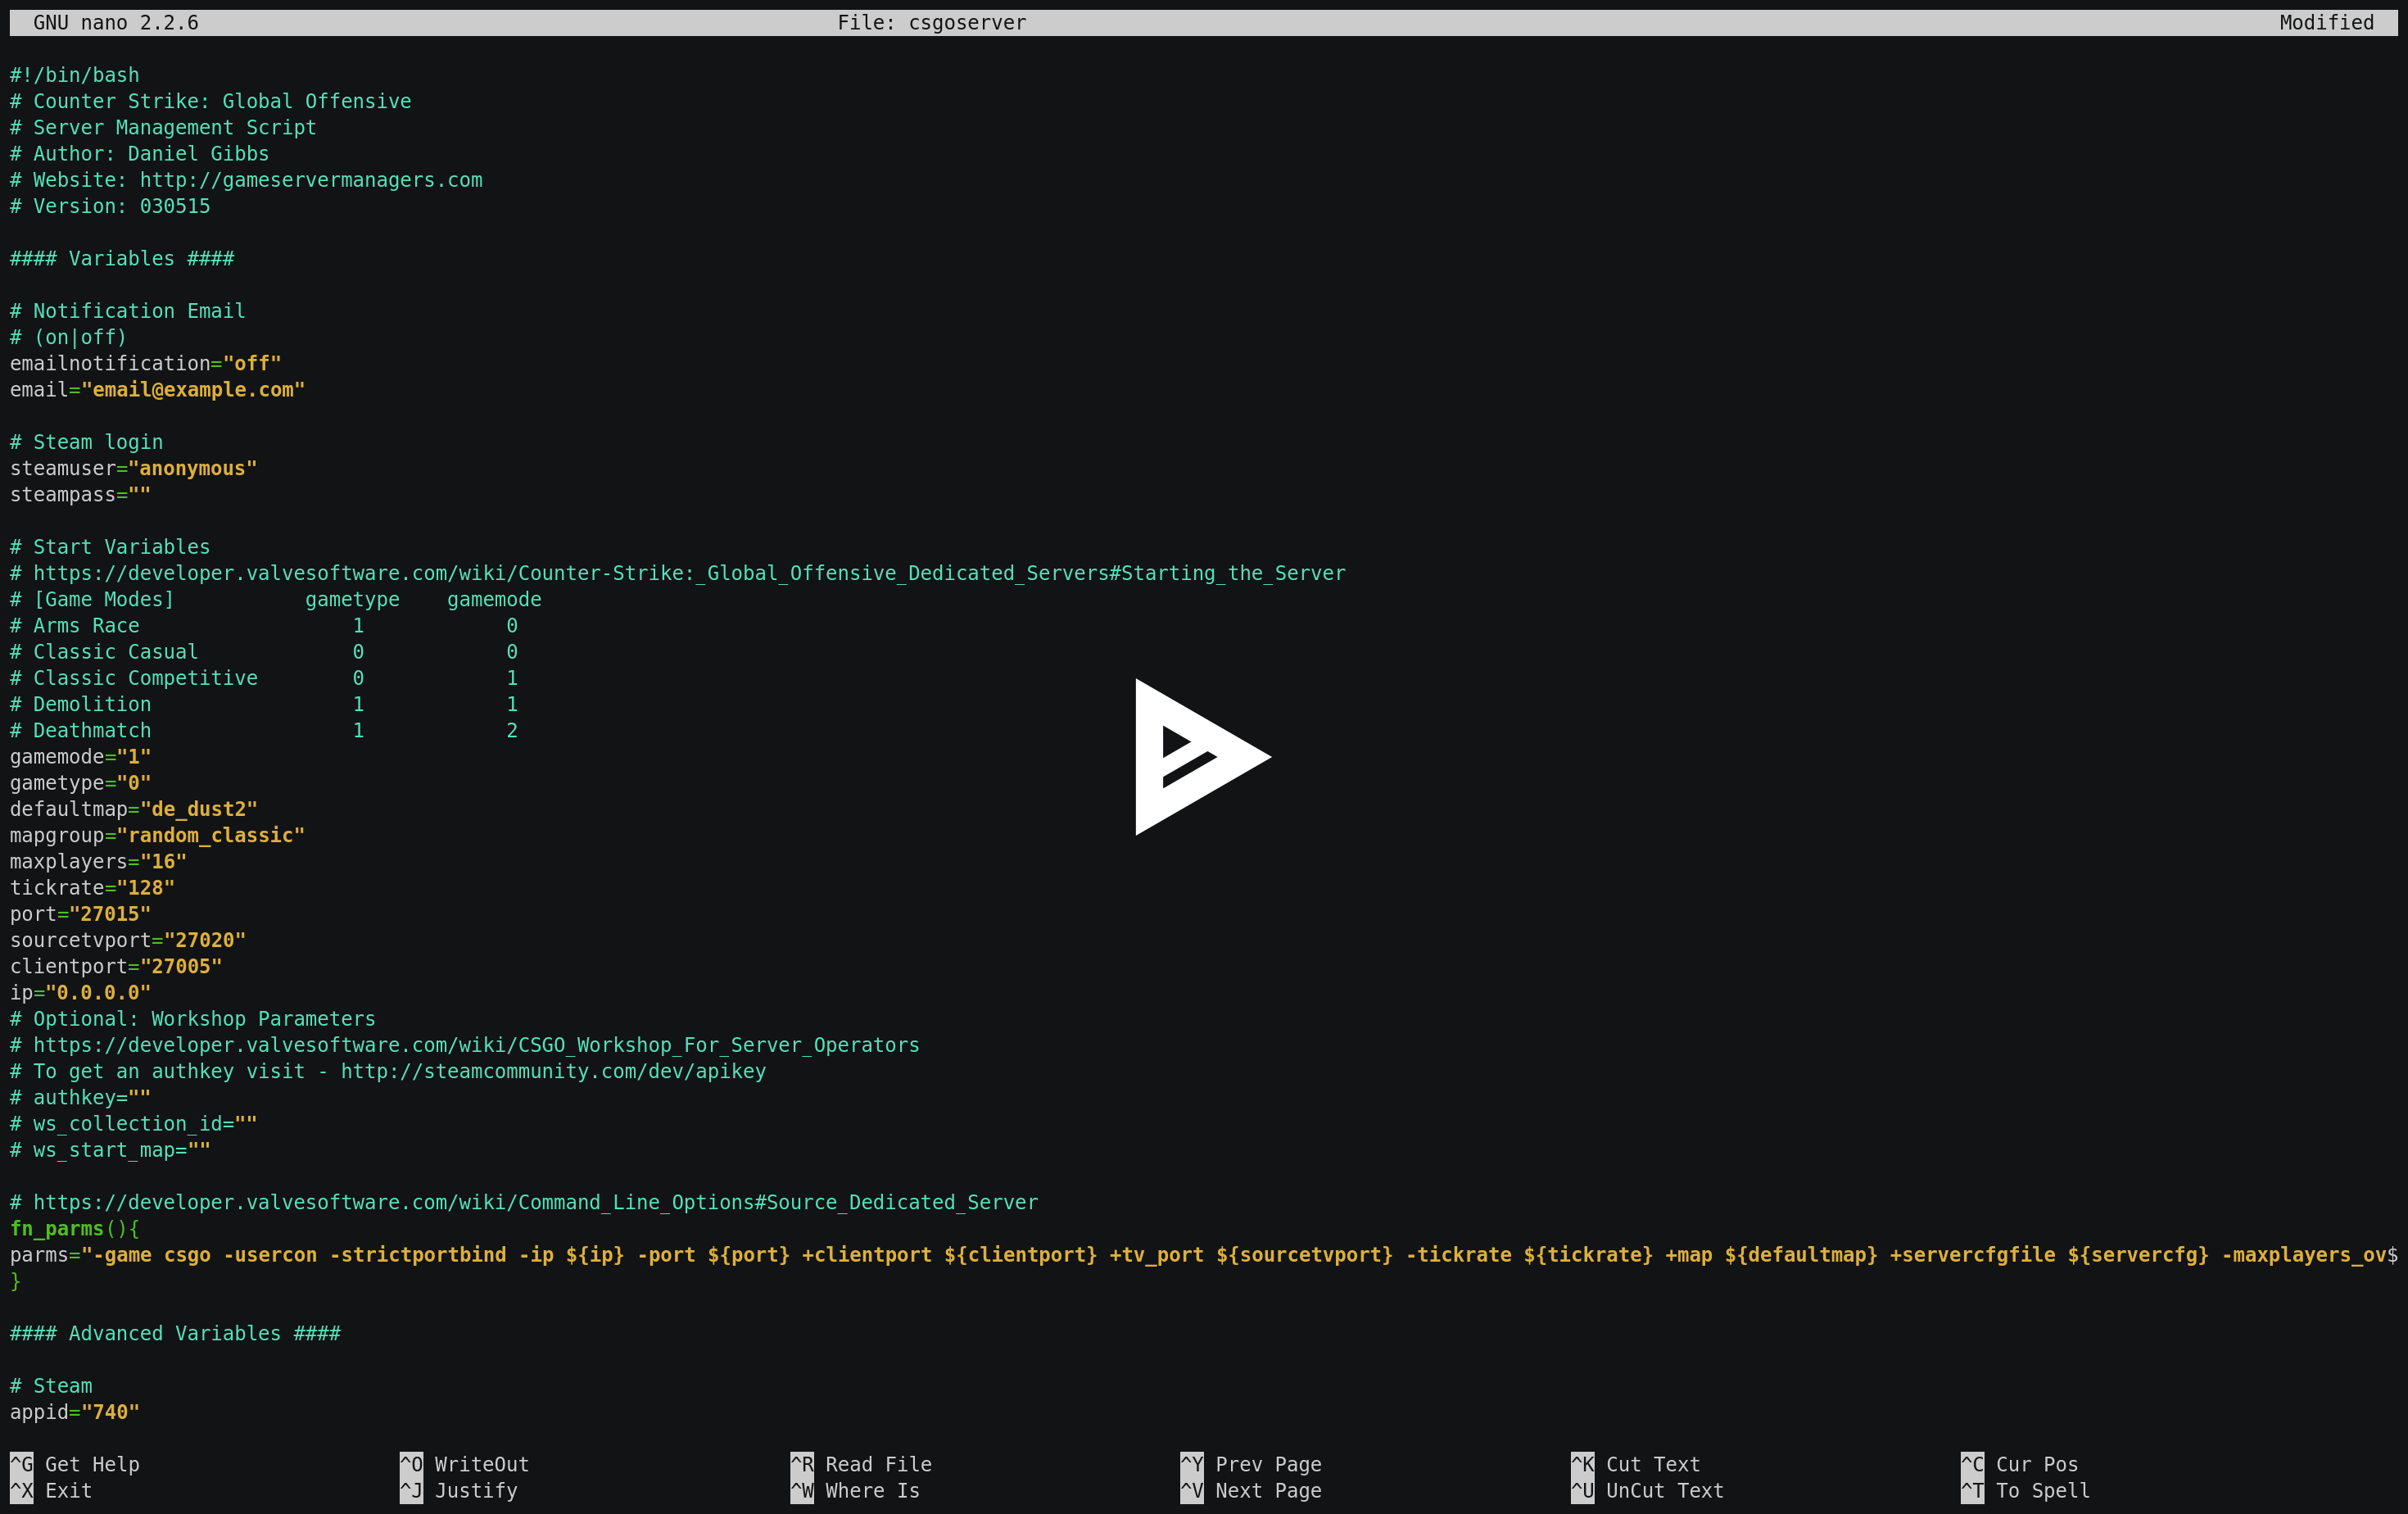 GNU nano 2.2.6 File: csgoserver Modified
#!/bin/bash
# Counter Strike: Global Offensive
# Server Management Script
# Author: Daniel Gibbs
# Website: http://gameservermanagers.com
# Version: 030515
#### Variables ####
# Notification Email
# (on|off)
emailnotification="off"
email="email@example.com"
# Steam login
steamuser="anonymous"
steampass=""
# Start Variables
# https://developer.valvesoftware.com/wiki/Counter-Strike:_Global_Offensive_Dedicated_Servers#Starting_the_Server
# [Game Modes]           gametype    gamemode
# Arms Race                  1            0
# Classic Casual             0            0
# Classic Competitive        0            1
# Demolition                 1            1
# Deathmatch                 1            2
gamemode="1"
gametype="0"
defaultmap="de_dust2"
mapgroup="random_classic"
maxplayers="16"
tickrate="128"
port="27015"
sourcetvport="27020"
clientport="27005"
ip="0.0.0.0"
# Optional: Workshop Parameters
# https://developer.valvesoftware.com/wiki/CSGO_Workshop_For_Server_Operators
# To get an authkey visit - http://steamcommunity.com/dev/apikey
# authkey=""
# ws_collection_id=""
# ws_start_map=""
# https://developer.valvesoftware.com/wiki/Command_Line_Options#Source_Dedicated_Server
fn_parms(){
parms="-game csgo -usercon -strictportbind -ip ${ip} -port ${port} +clientport ${clientport} +tv_port ${sourcetvport} -tickrate ${tickrate} +map ${defaultmap} +servercfgfile ${servercfg} -maxplayers_ov$
}
#### Advanced Variables ####
# Steam
appid="740"
^G Get Help ^O WriteOut ^R Read File ^Y Prev Page ^K Cut Text ^C Cur Pos
^X Exit ^J Justify ^W Where Is ^V Next Page ^U UnCut Text ^T To Spell